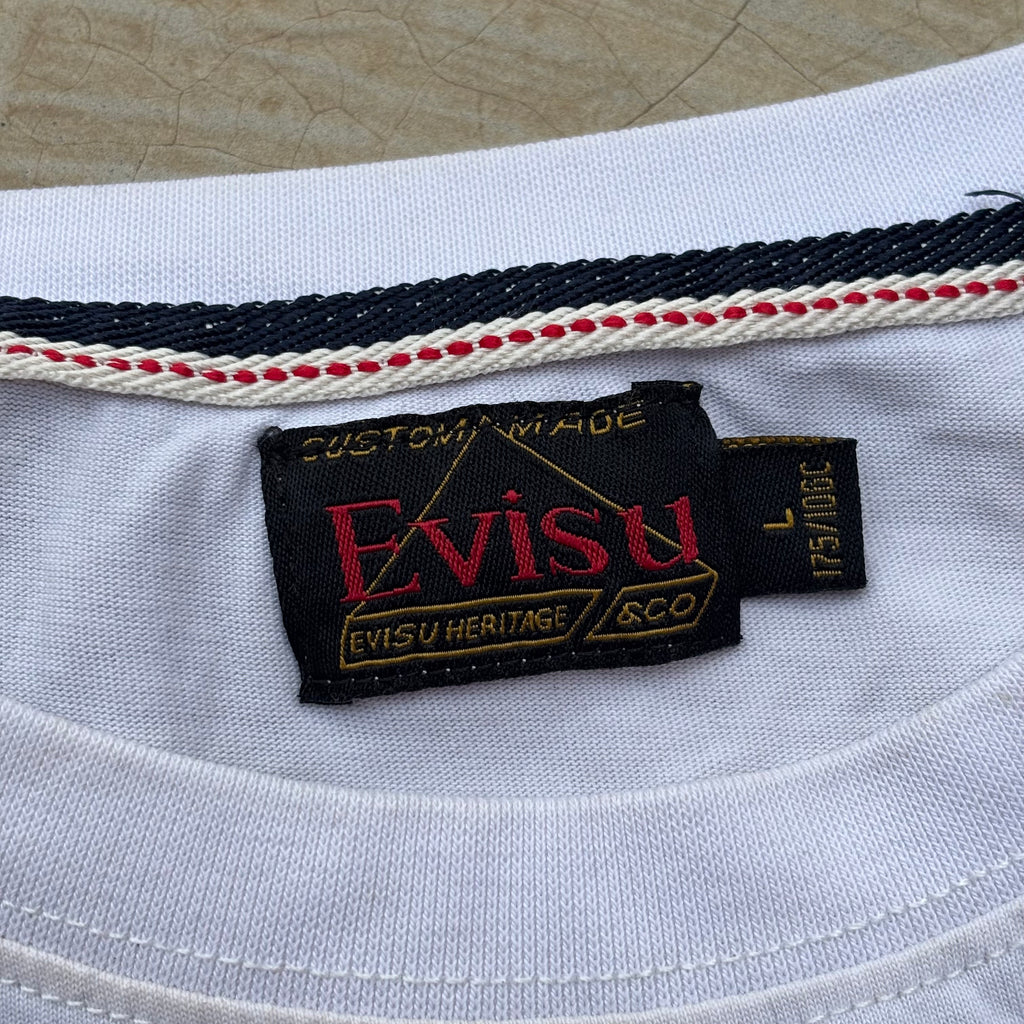 CUSTOM MADE
Evisu
EVISU HERITAGE &CO
L
175/100C